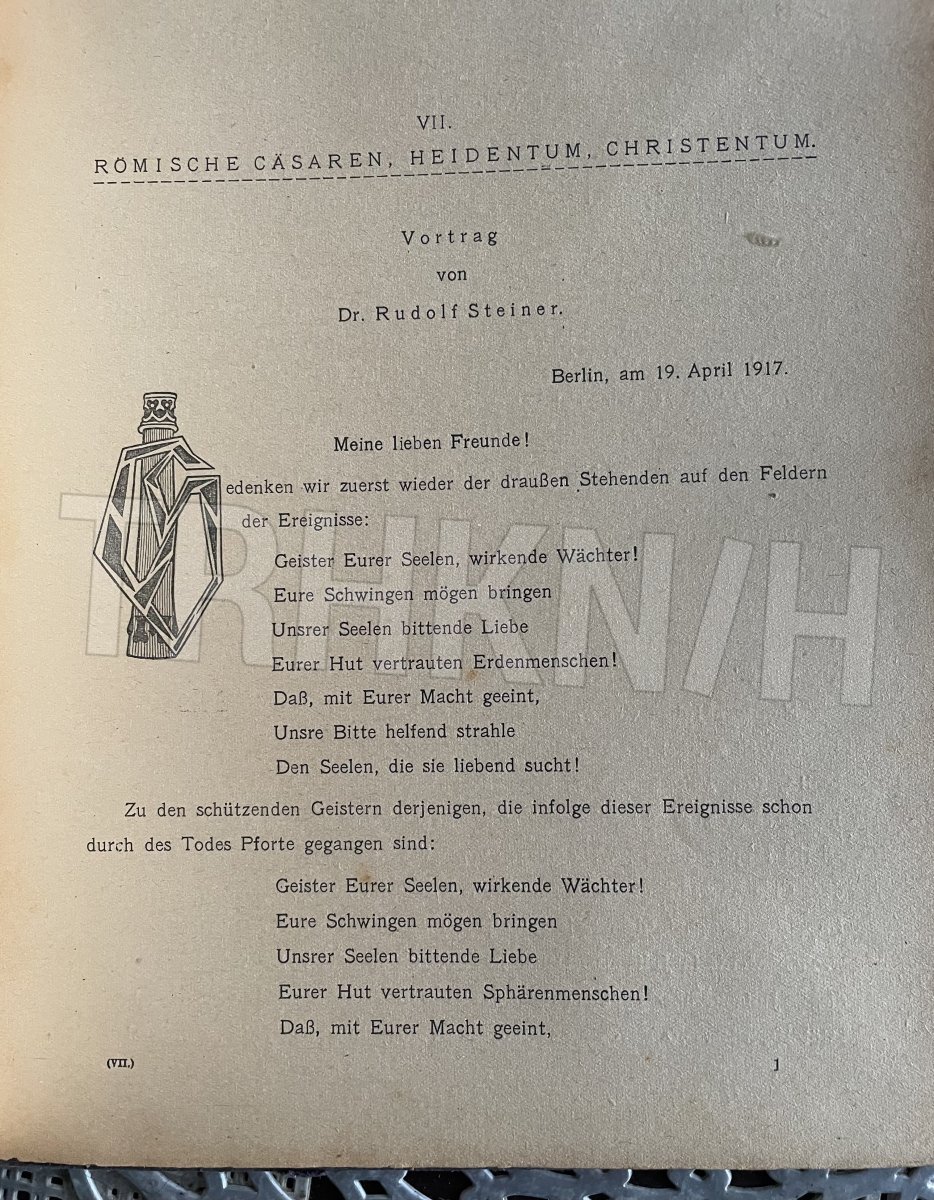 VII.
RÖMISCHE CÄSAREN, HEIDENTUM, CHRISTENTUM.
Vortrag
von
Dr. Rudolf Steiner.
Berlin, am 19. April 1917.
Meine lieben Freunde!
Gedenken wir zuerst wieder der draußen Stehenden auf den Feldern
der Ereignisse:
Geister Eurer Seelen, wirkende Wächter!
Eure Schwingen mögen bringen
Unsrer Seelen bittende Liebe
Eurer Hut vertrauten Erdenmenschen!
Daß, mit Eurer Macht geeint,
Unsre Bitte helfend strahle
Den Seelen, die sie liebend sucht!
Zu den schützenden Geistern derjenigen, die infolge dieser Ereignisse schon
durch des Todes Pforte gegangen sind:
Geister Eurer Seelen, wirkende Wächter!
Eure Schwingen mögen bringen
Unsrer Seelen bittende Liebe
Eurer Hut vertrauten Sphärenmenschen!
Daß, mit Eurer Macht geeint,
(VII.) 1
TRHKN/H